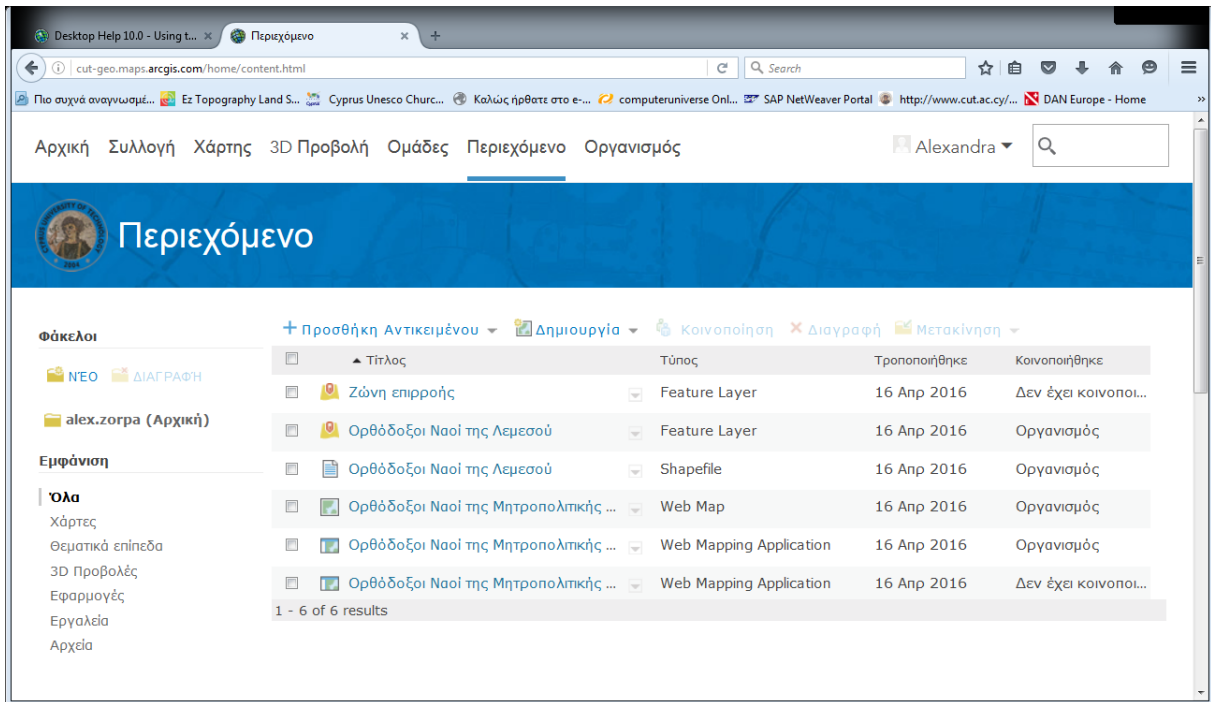 Desktop Help 10.0 - Using t... ×
Περιεχόμενο ×
cut-geo.maps.arcgis.com/home/content.html
Search
Πιο συχνά αναγνωσμέ... Ez Topography Land S... Cyprus Unesco Churc... Καλώς ήρθατε στο e-... computeruniverse Onl... SAP NetWeaver Portal http://www.cut.ac.cy/... DAN Europe - Home »
Αρχική Συλλογή Χάρτης 3D Προβολή Ομάδες Περιεχόμενο Οργανισμός Alexandra
Περιεχόμενο
Φάκελοι
ΝΈΟ ΔΙΑΓΡΑΦΉ
alex.zorpa (Αρχική)
Εμφάνιση
Όλα
Χάρτες
Θεματικά επίπεδα
3D Προβολές
Εφαρμογές
Εργαλεία
Αρχεία
Προσθήκη Αντικειμένου Δημιουργία Κοινοποίηση Διαγραφή Μετακίνηση
Τίτλος Τύπος Τροποποιήθηκε Κοινοποιήθηκε
Ζώνη επιρροής Feature Layer 16 Απρ 2016 Δεν έχει κοινοποι...
Ορθόδοξοι Ναοί της Λεμεσού Feature Layer 16 Απρ 2016 Οργανισμός
Ορθόδοξοι Ναοί της Λεμεσού Shapefile 16 Απρ 2016 Οργανισμός
Ορθόδοξοι Ναοί της Μητροπολιτικής ... Web Map 16 Απρ 2016 Οργανισμός
Ορθόδοξοι Ναοί της Μητροπολιτικής ... Web Mapping Application 16 Απρ 2016 Οργανισμός
Ορθόδοξοι Ναοί της Μητροπολιτικής ... Web Mapping Application 16 Απρ 2016 Δεν έχει κοινοποι...
1 - 6 of 6 results